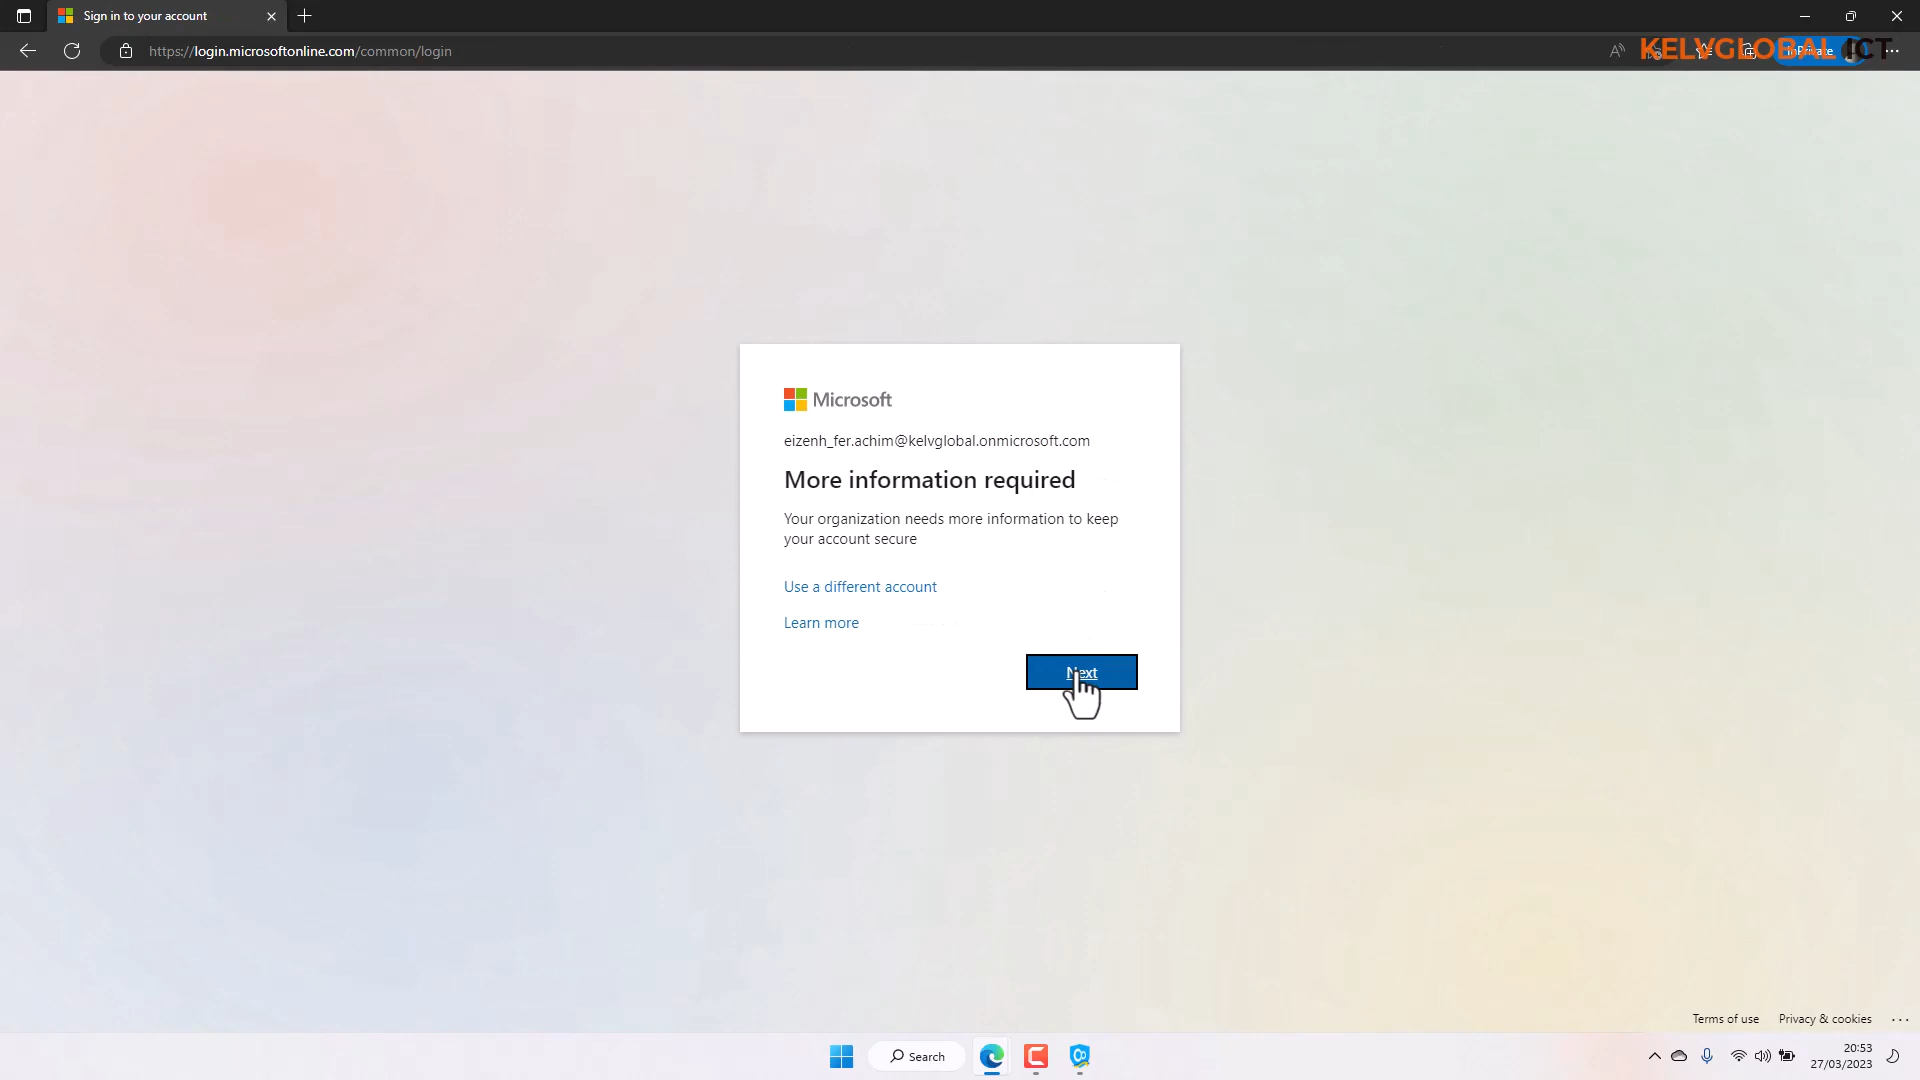 Sign in to your account
https://login.microsoftonline.com/common/login
KELVGLOBAL ICT
InPrivate
Microsoft
eizenh_fer.achim@kelvglobal.onmicrosoft.com
More information required
Your organization needs more information to keep
your account secure
Use a different account
Learn more
Next
Terms of use Privacy & cookies ...
Search
20:53
27/03/2023